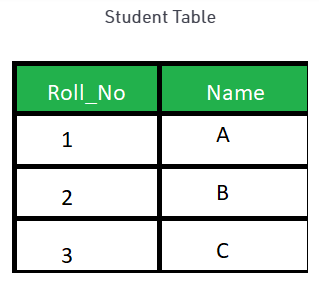 Student Table
Roll_No Name
1 A
2 B
3 C